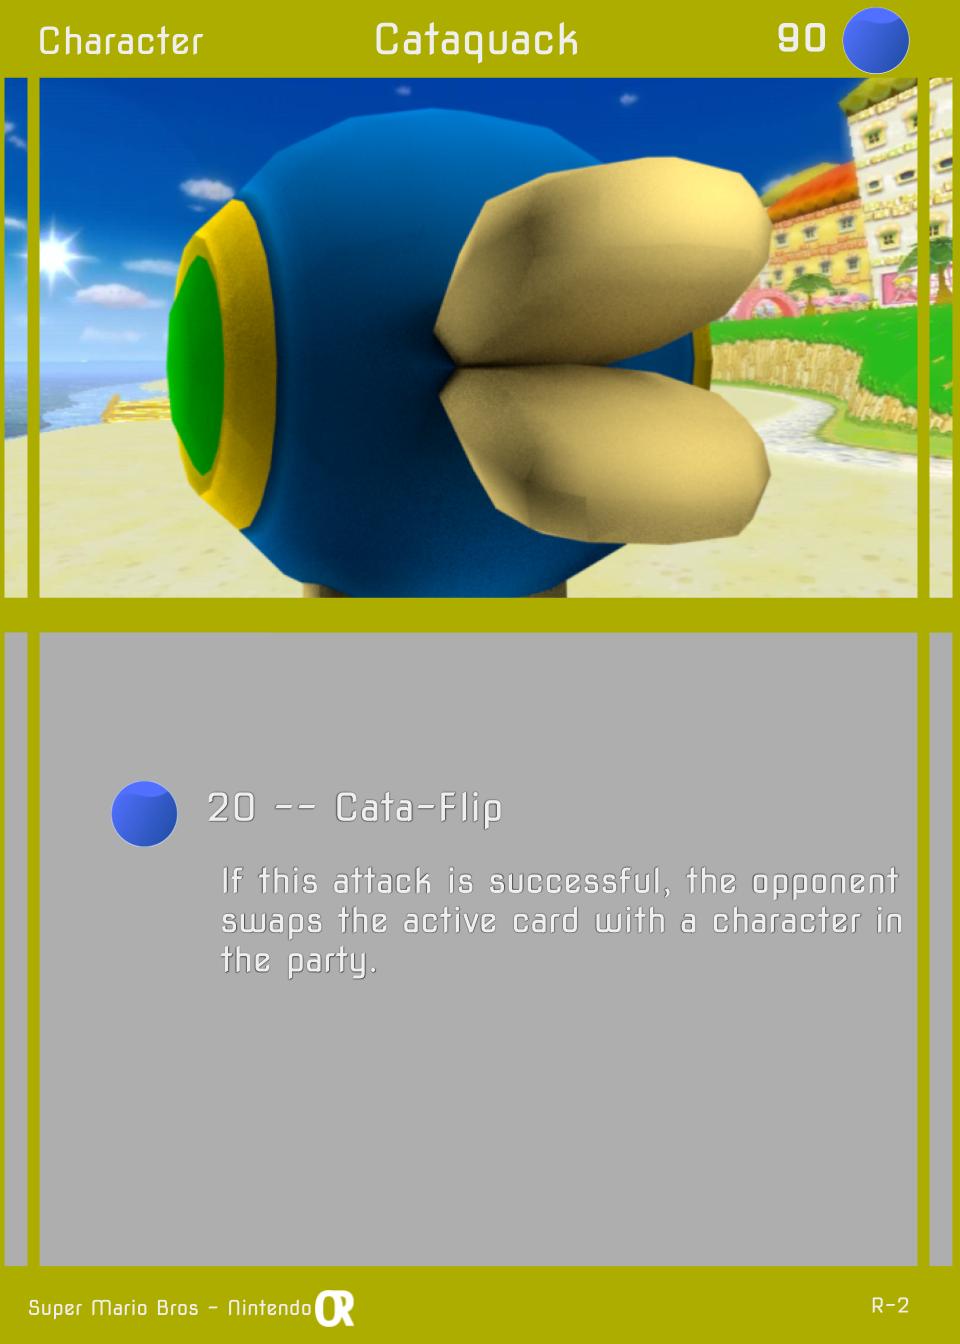 Character Cataquack 90
20 -- Cata-Flip
If this attack is successful, the opponent
swaps the active card with a character in
the party.
Super Mario Bros - Nintendo OR R-2